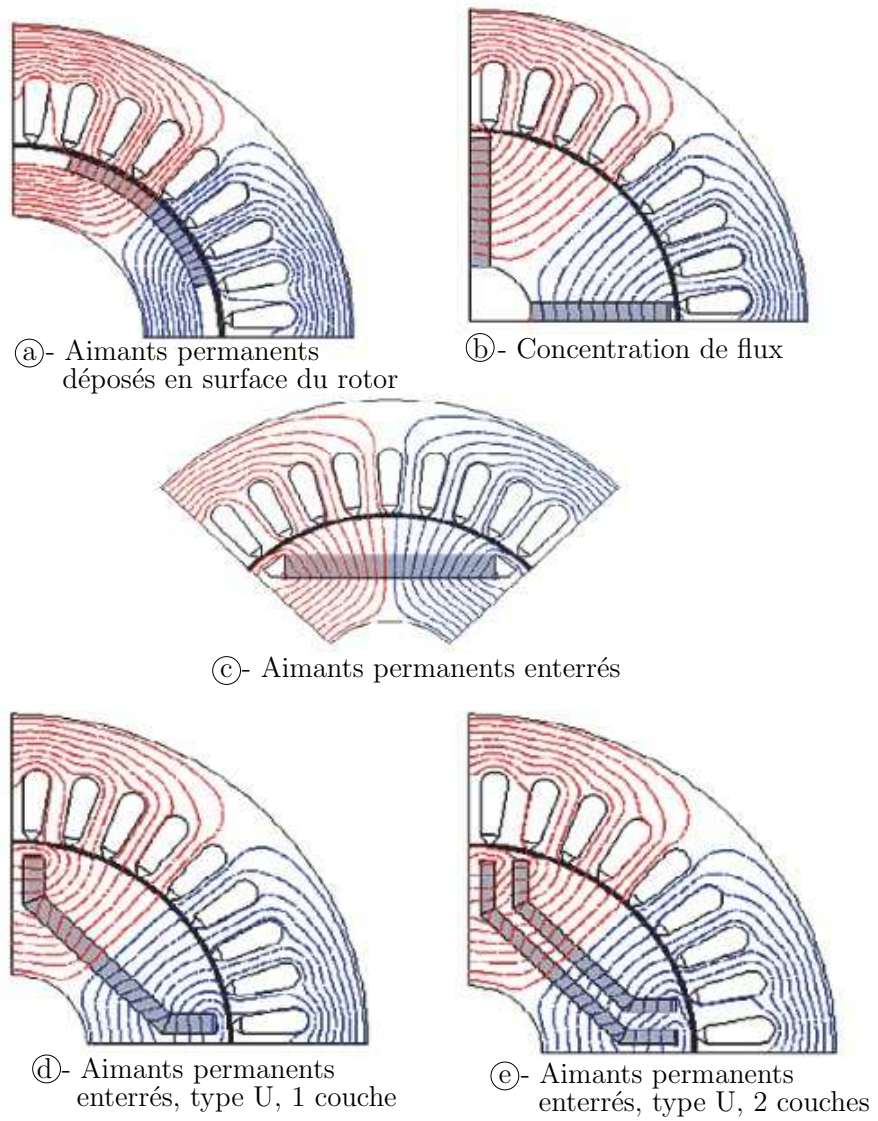 ⓐ- Aimants permanents
déposés en surface du rotor
ⓑ- Concentration de flux
ⓒ- Aimants permanents enterrés
ⓓ- Aimants permanents
enterrés, type U, 1 couche
ⓔ- Aimants permanents
enterrés, type U, 2 couches